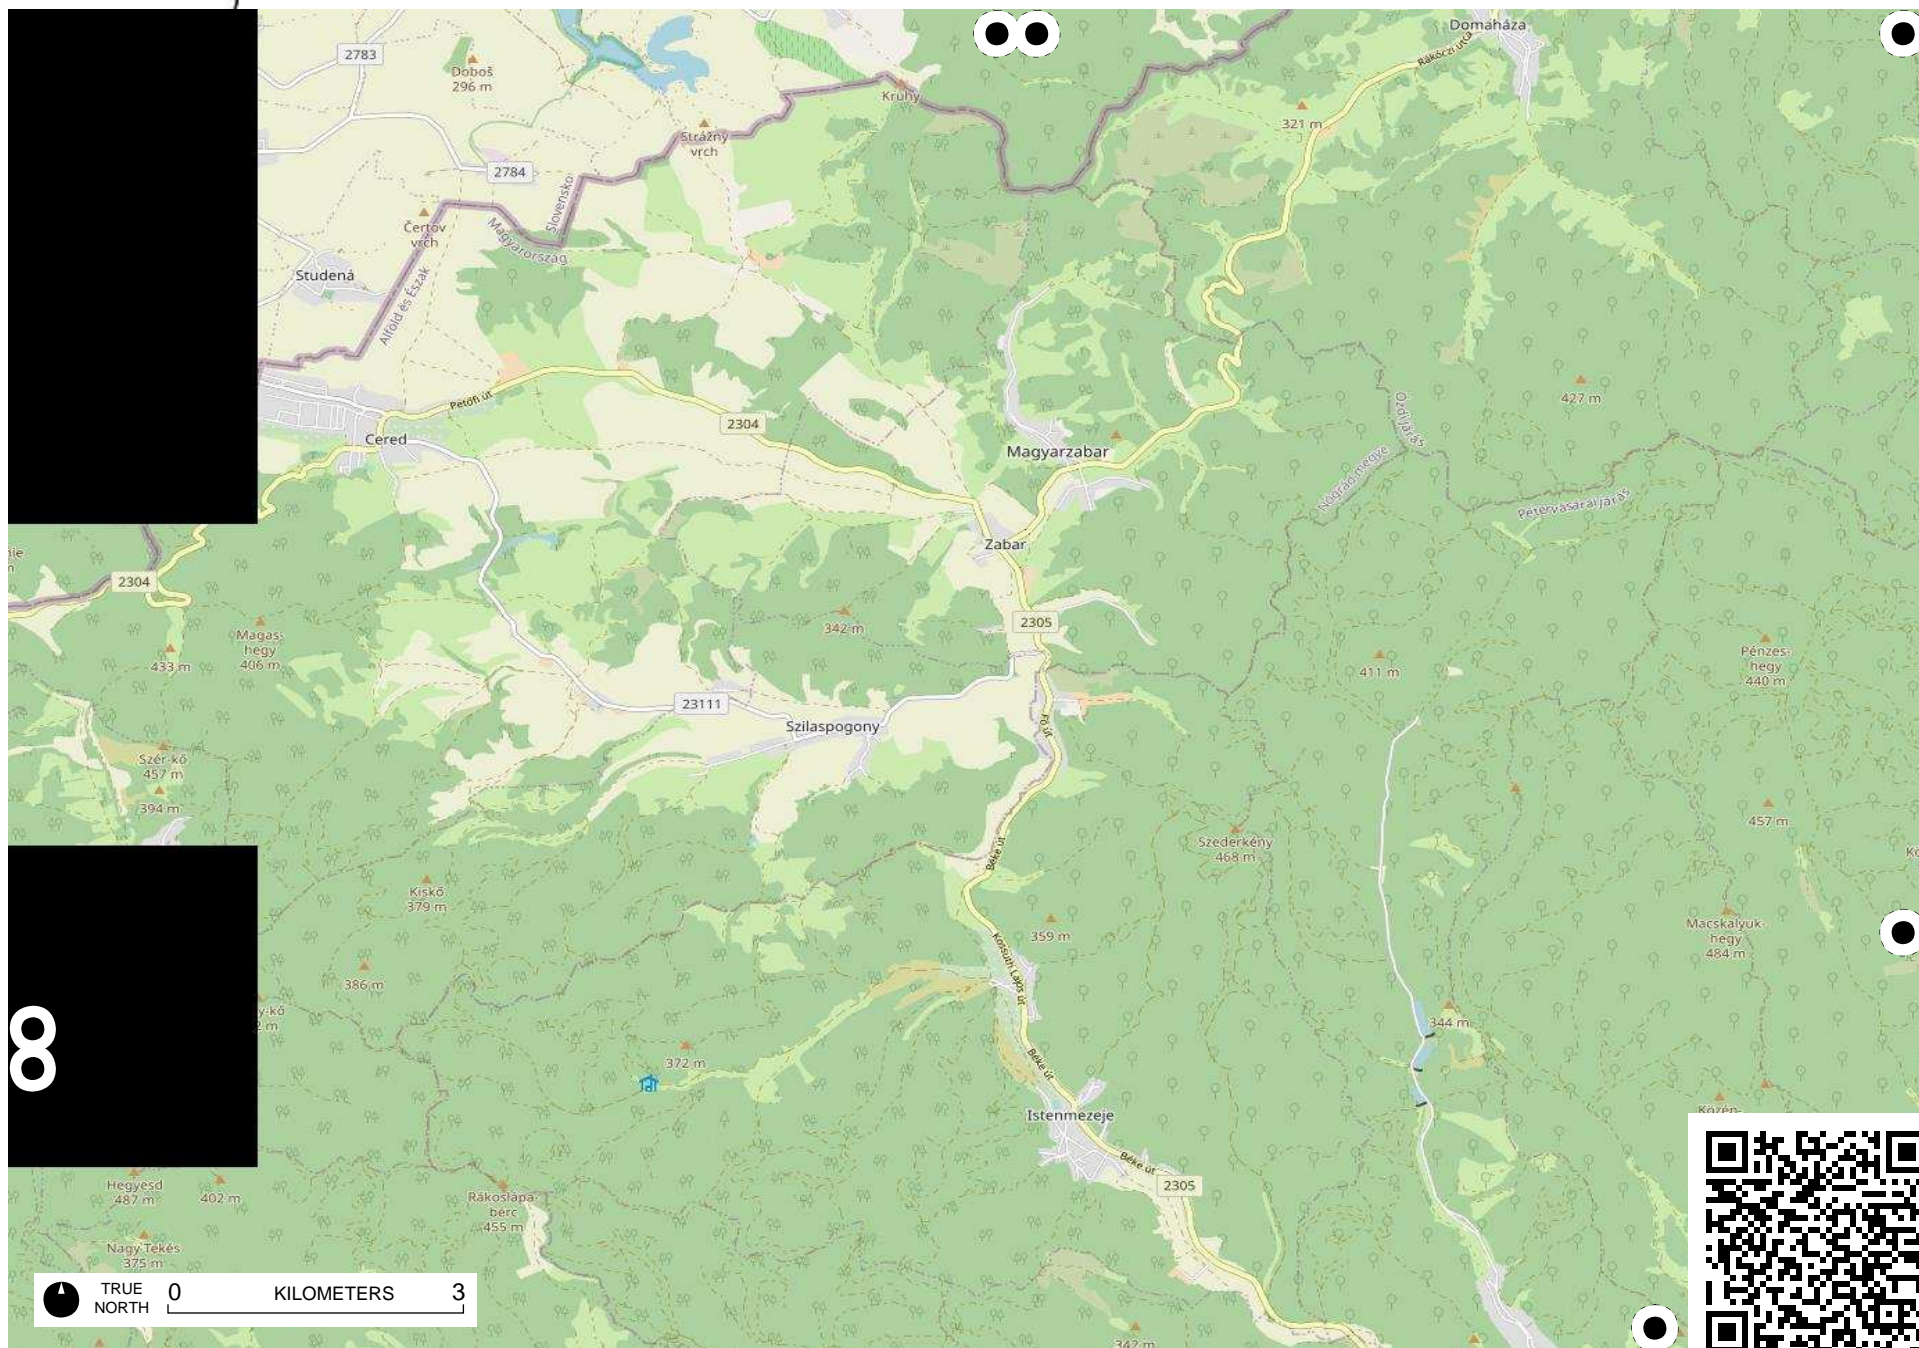 Domaháza
2783
Rákóczi utca
Doboš
296 m
Kruhy
321 m
Strážny
vrch
2784
Slovensko
Čertov
vrch
Magyarország
Studená
Alföld és Észak
427 m
Petőfi út
Ózdi járás
2304
Cered
Magyarzabar
Nógrád megye
Pétervásárai járás
Zabar
2304
2305
342 m
Magas-
hegy
406 m
433 m
411 m
Pénzes-
hegy
440 m
23111
Szilaspogony
Fő út
Szér-kő
457 m
394 m
457 m
Szederkény
468 m
Béke út
Kiskő
379 m
359 m
Macskalyuk-
hegy
484 m
Kossuth Lajos út
386 m
y-kő
2 m
344 m
372 m
Béke út
Istenmezeje
Közén-
Béke út
2305
Hegyesd
487 m
402 m
Rákoslápa-
bérc
455 m
Nagy Tekés
375 m
TRUE
NORTH
0 KILOMETERS 3
342 m